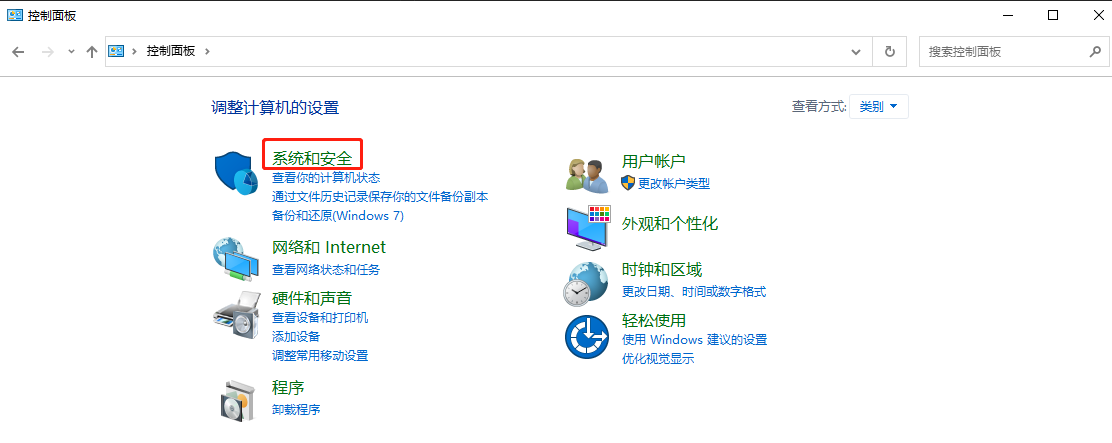 控制面板
控制面板
搜索控制面板
调整计算机的设置
查看方式: 类别
系统和安全
查看你的计算机状态
通过文件历史记录保存你的文件备份副本
备份和还原(Windows 7)
网络和 Internet
查看网络状态和任务
硬件和声音
查看设备和打印机
添加设备
调整常用移动设置
程序
卸载程序
用户帐户
更改帐户类型
外观和个性化
时钟和区域
更改日期、时间或数字格式
轻松使用
使用 Windows 建议的设置
优化视觉显示